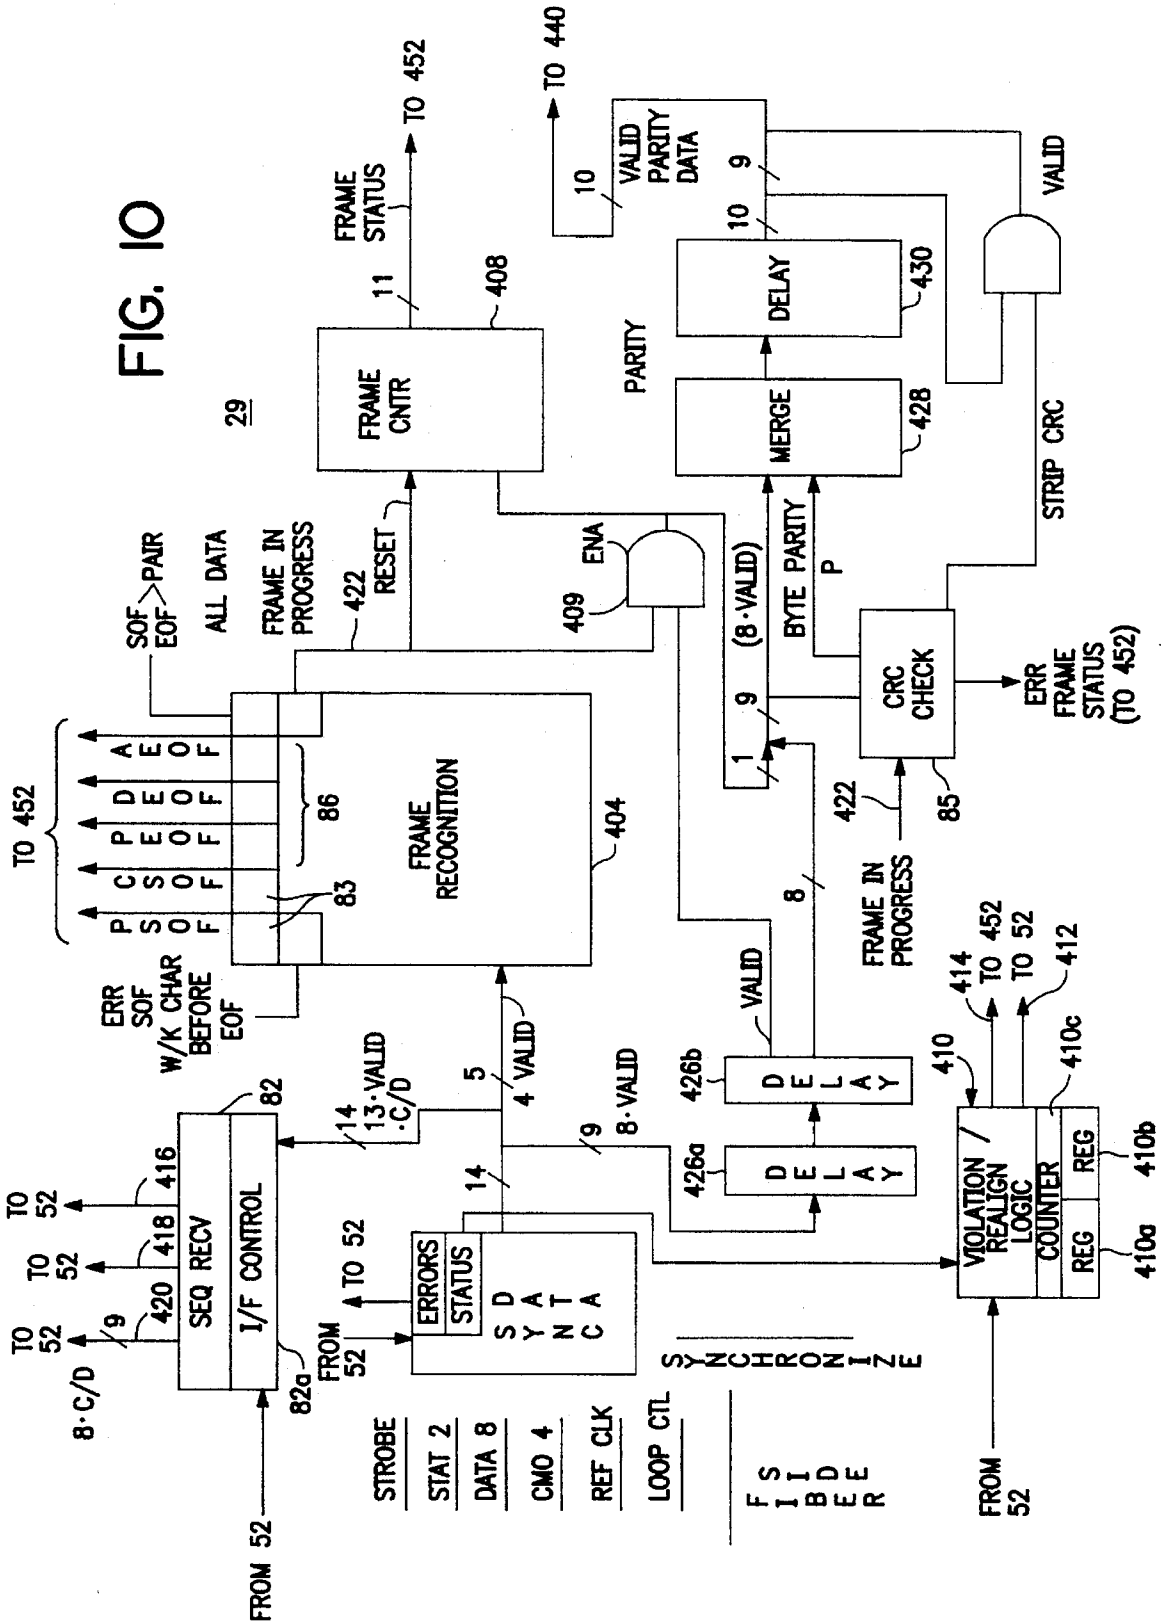 FIG. 10
29
TO 452
P SOF
C SOF
P EOF
D EOF
A EOF
SOF
EOF > PAIR
ALL DATA
FRAME IN
PROGRESS
422
RESET
FRAME
CNTR
408
11
FRAME
STATUS
TO 452
ERR
SOF
W/K CHAR
BEFORE
EOF
83
86
FRAME
RECOGNITION
404
409
ENA
TO 52
TO 52
TO 52
416
418
420
9
8·C/D
SEQ RECV
I/F CONTROL
82
82a
FROM 52
14
13·VALID
·C/D
5
4
VALID
14
9
8·VALID
FROM
52
TO 52
ERRORS
STATUS
SYNC
DATA
STROBE
STAT 2
DATA 8
CMO 4
REF CLK
LOOP CTL
SYNCHRONIZE
FIBER
SIDE
426a
DELAY
426b
DELAY
VALID
8
1
9
(8·VALID)
BYTE PARITY
P
MERGE
428
PARITY
DELAY
430
10
9
10
VALID
PARITY
DATA
TO 440
VALID
STRIP CRC
FRAME IN
PROGRESS
422
CRC
CHECK
85
ERR
FRAME
STATUS
(TO 452)
FROM
52
VIOLATION /
REALIGN
LOGIC
COUNTER
REG
REG
410
410a
410b
410c
414
TO 452
TO 52
412